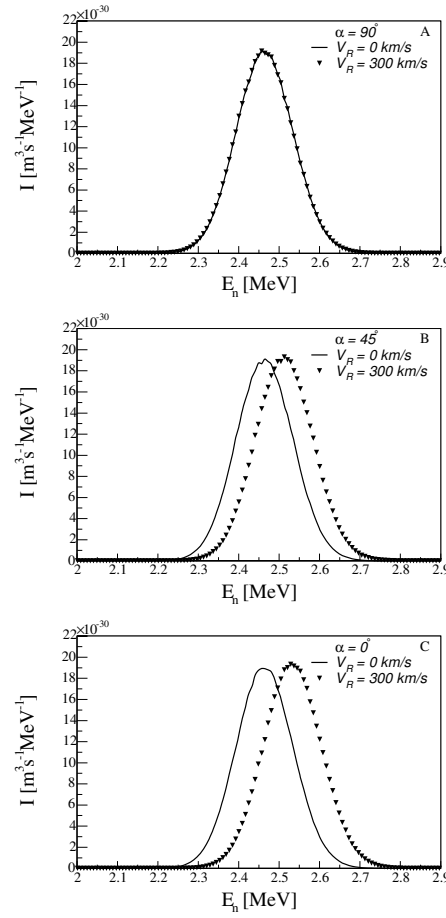 22 ×10⁻³⁰
α = 90° A
V_R = 0 km/s
V_R = 300 km/s
20
18
16
14
12
10
8
6
4
2
0
I [m³s⁻¹MeV⁻¹]
2 2.1 2.2 2.3 2.4 2.5 2.6 2.7 2.8 2.9
E_n [MeV]
22 ×10⁻³⁰
α = 45° B
V_R = 0 km/s
V_R = 300 km/s
20
18
16
14
12
10
8
6
4
2
0
I [m³s⁻¹MeV⁻¹]
2 2.1 2.2 2.3 2.4 2.5 2.6 2.7 2.8 2.9
E_n [MeV]
22 ×10⁻³⁰
α = 0° C
V_R = 0 km/s
V_R = 300 km/s
20
18
16
14
12
10
8
6
4
2
0
I [m³s⁻¹MeV⁻¹]
2 2.1 2.2 2.3 2.4 2.5 2.6 2.7 2.8 2.9
E_n [MeV]